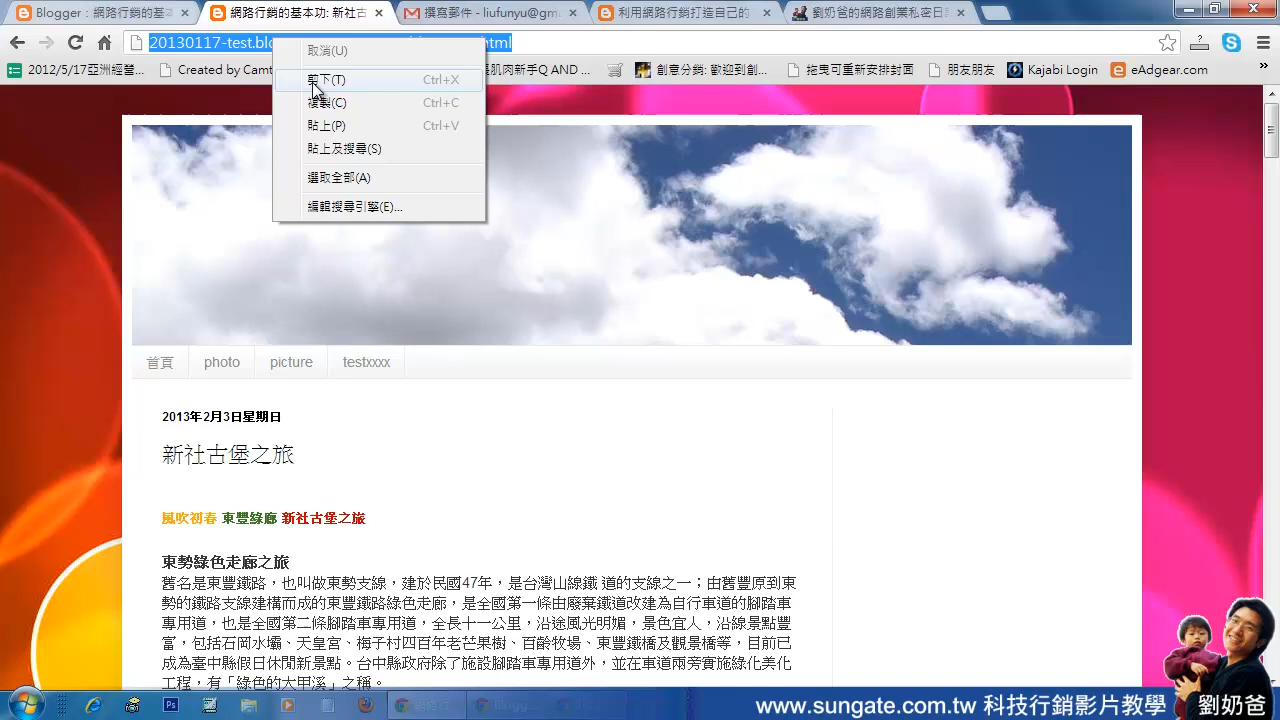 Blogger：網路行銷的基本
網路行銷的基本功: 新社古
撰寫郵件 - liufunyu@gm
利用網路行銷打造自己的
劉奶爸的網路創業私密日
20130117-test.blo
html
2012/5/17亞洲經營...
Created by Camt
肌肉新手Q AND ...
創意分銷: 歡迎到創...
拖曳可重新安排封面
朋友朋友
Kajabi Login
eAdgear.com
»
取消(U)
剪下(T) Ctrl+X
複製(C) Ctrl+C
貼上(P) Ctrl+V
貼上及搜尋(S)
選取全部(A)
編輯搜尋引擎(E)...
首頁 photo picture testxxxx
2013年2月3日星期日
新社古堡之旅
風吹初春 東豐綠廊 新社古堡之旅
東勢綠色走廊之旅
舊名是東豐鐵路，也叫做東勢支線，建於民國47年，是台灣山線鐵 道的支線之一；由舊豐原到東
勢的鐵路支線建構而成的東豐鐵路綠色走廊，是全國第一條由廢棄鐵道改建為自行車道的腳踏車
專用道，也是全國第二條腳踏車專用道，全長十一公里，沿途風光明媚，景色宜人，沿線景點豐
富，包括石岡水壩、天皇宮、梅子村四百年老芒果樹、百齡牧場、東豐鐵橋及觀景橋等，目前已
成為臺中縣假日休閒新景點。台中縣政府除了施設腳踏車專用道外，並在車道兩旁實施綠化美化
工程，有「綠色的大甲溪」之稱。
www.sungate.com.tw 科技行銷影片教學
劉奶爸